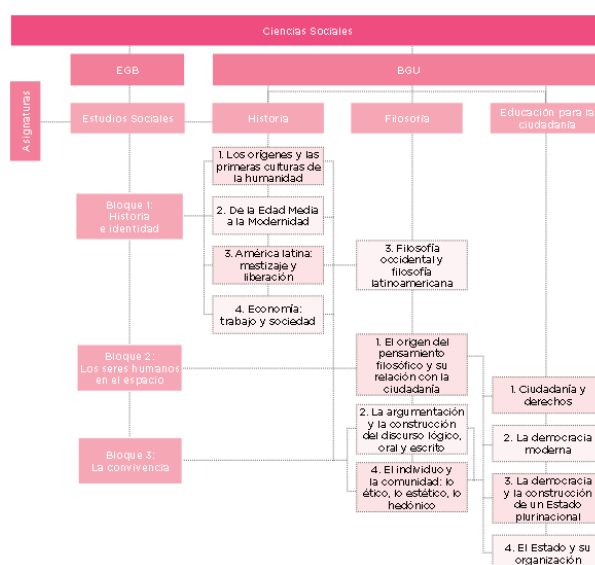 Ciencias Sociales
EGB
BGU
Asignaturas
Estudios Sociales
Historia
Filosofía
Educación para la
ciudadanía
1. Los orígenes y las
primeras culturas de
la humanidad
Bloque 1:
Historia
e identidad
2. De la Edad Media
a la Modernidad
3. América latina:
mestizaje y
liberación
3. Filosofía
occidental y
filosofía
latinoamericana
4. Economía:
trabajo y sociedad
Bloque 2:
Los seres humanos
en el espacio
1. El origen del
pensamiento
filosófico y su
relación con la
ciudadanía
1. Ciudadanía y
derechos
2. La argumentación
y la construcción
del discurso lógico,
oral y escrito
2. La democracia
moderna
Bloque 3:
La convivencia
4. El individuo y
la comunidad: lo
ético, lo estético, lo
hedónico
3. La democracia
y la construcción
de un Estado
plurinacional
4. El Estado y su
organización